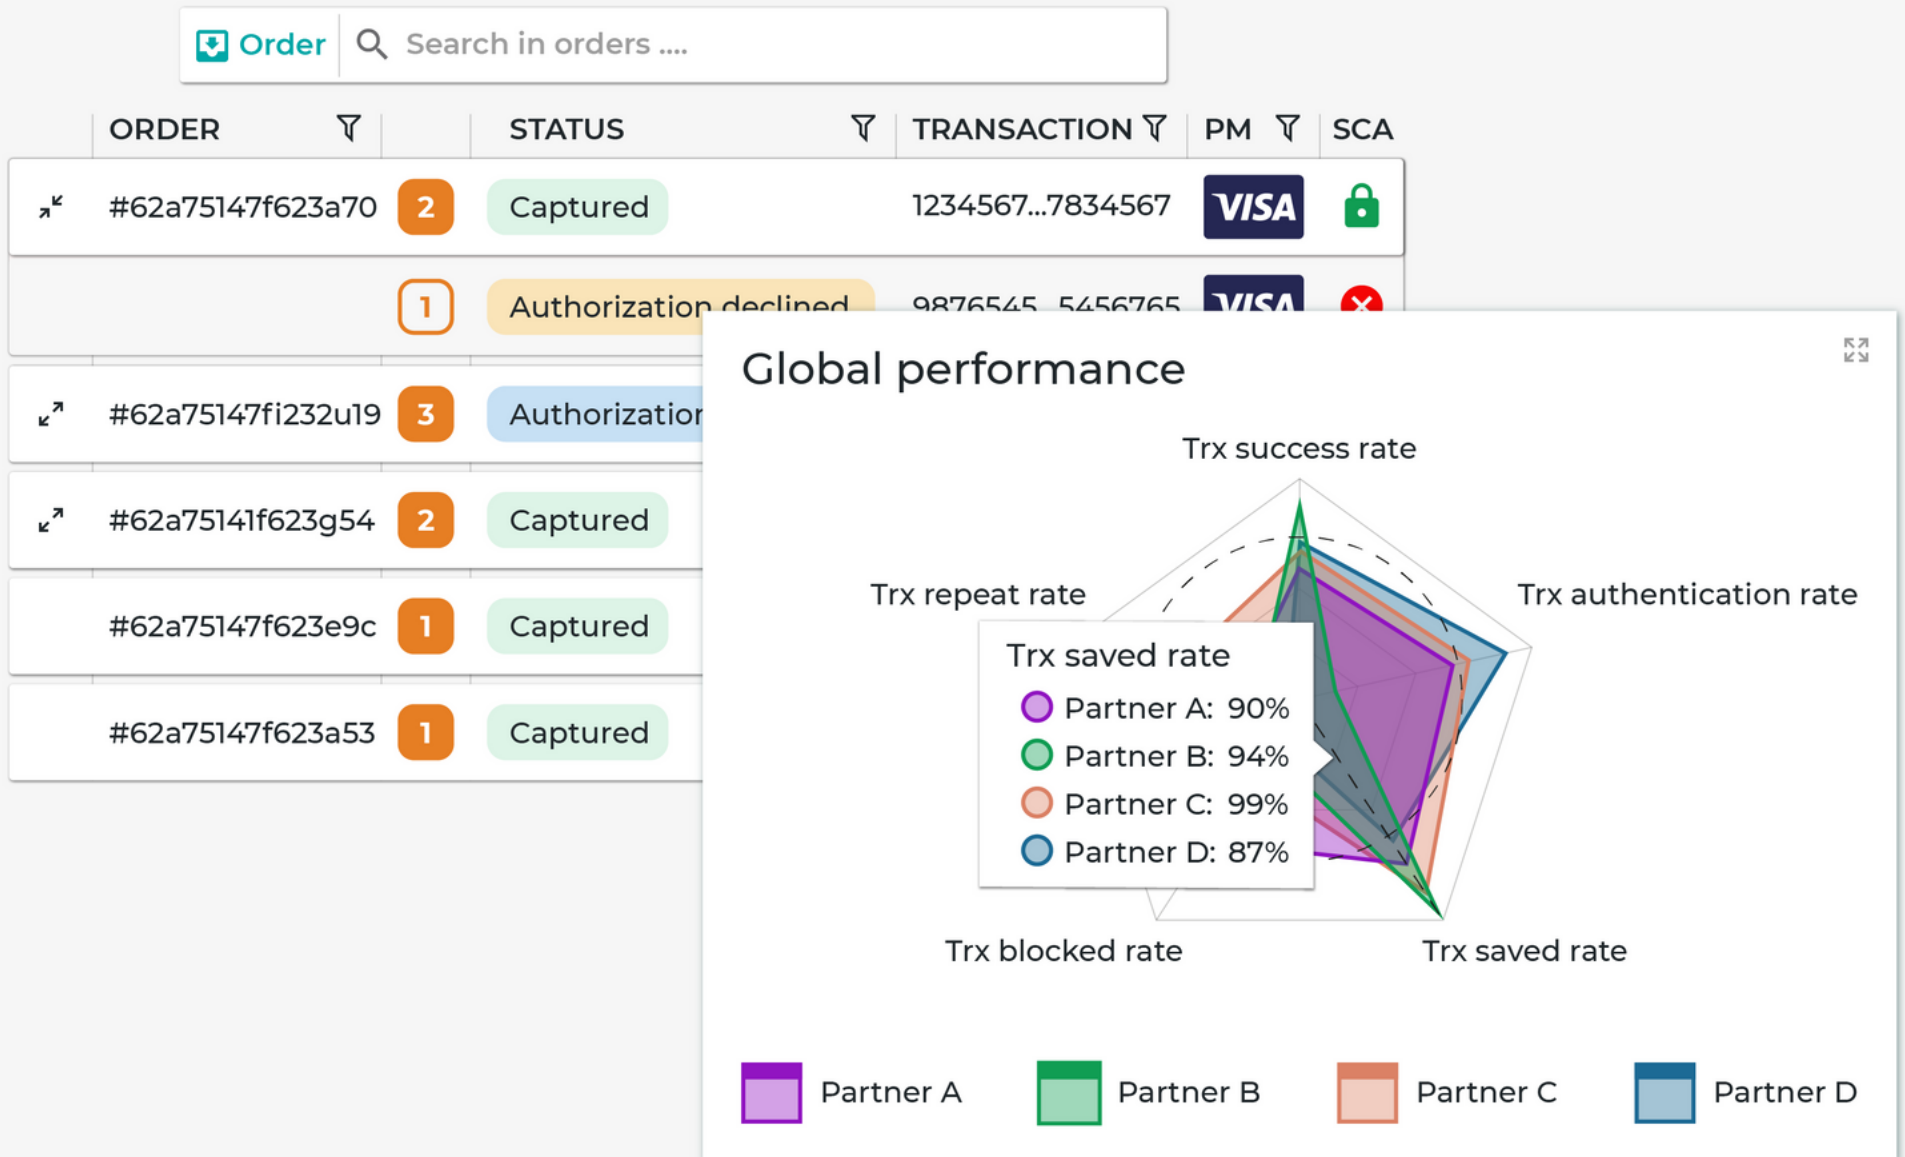 Order Search in orders ....
ORDER STATUS TRANSACTION PM SCA
#62a75147f623a70 2 Captured 1234567...7834567 VISA
1 Authorization declined 9876545...5456765 VISA
#62a75147fi232u19 3 Authorization
#62a75141f623g54 2 Captured
#62a75147f623e9c 1 Captured
#62a75147f623a53 1 Captured
Global performance
Trx success rate
Trx repeat rate
Trx authentication rate
Trx saved rate
Partner A: 90%
Partner B: 94%
Partner C: 99%
Partner D: 87%
Trx blocked rate
Trx saved rate
Partner A Partner B Partner C Partner D